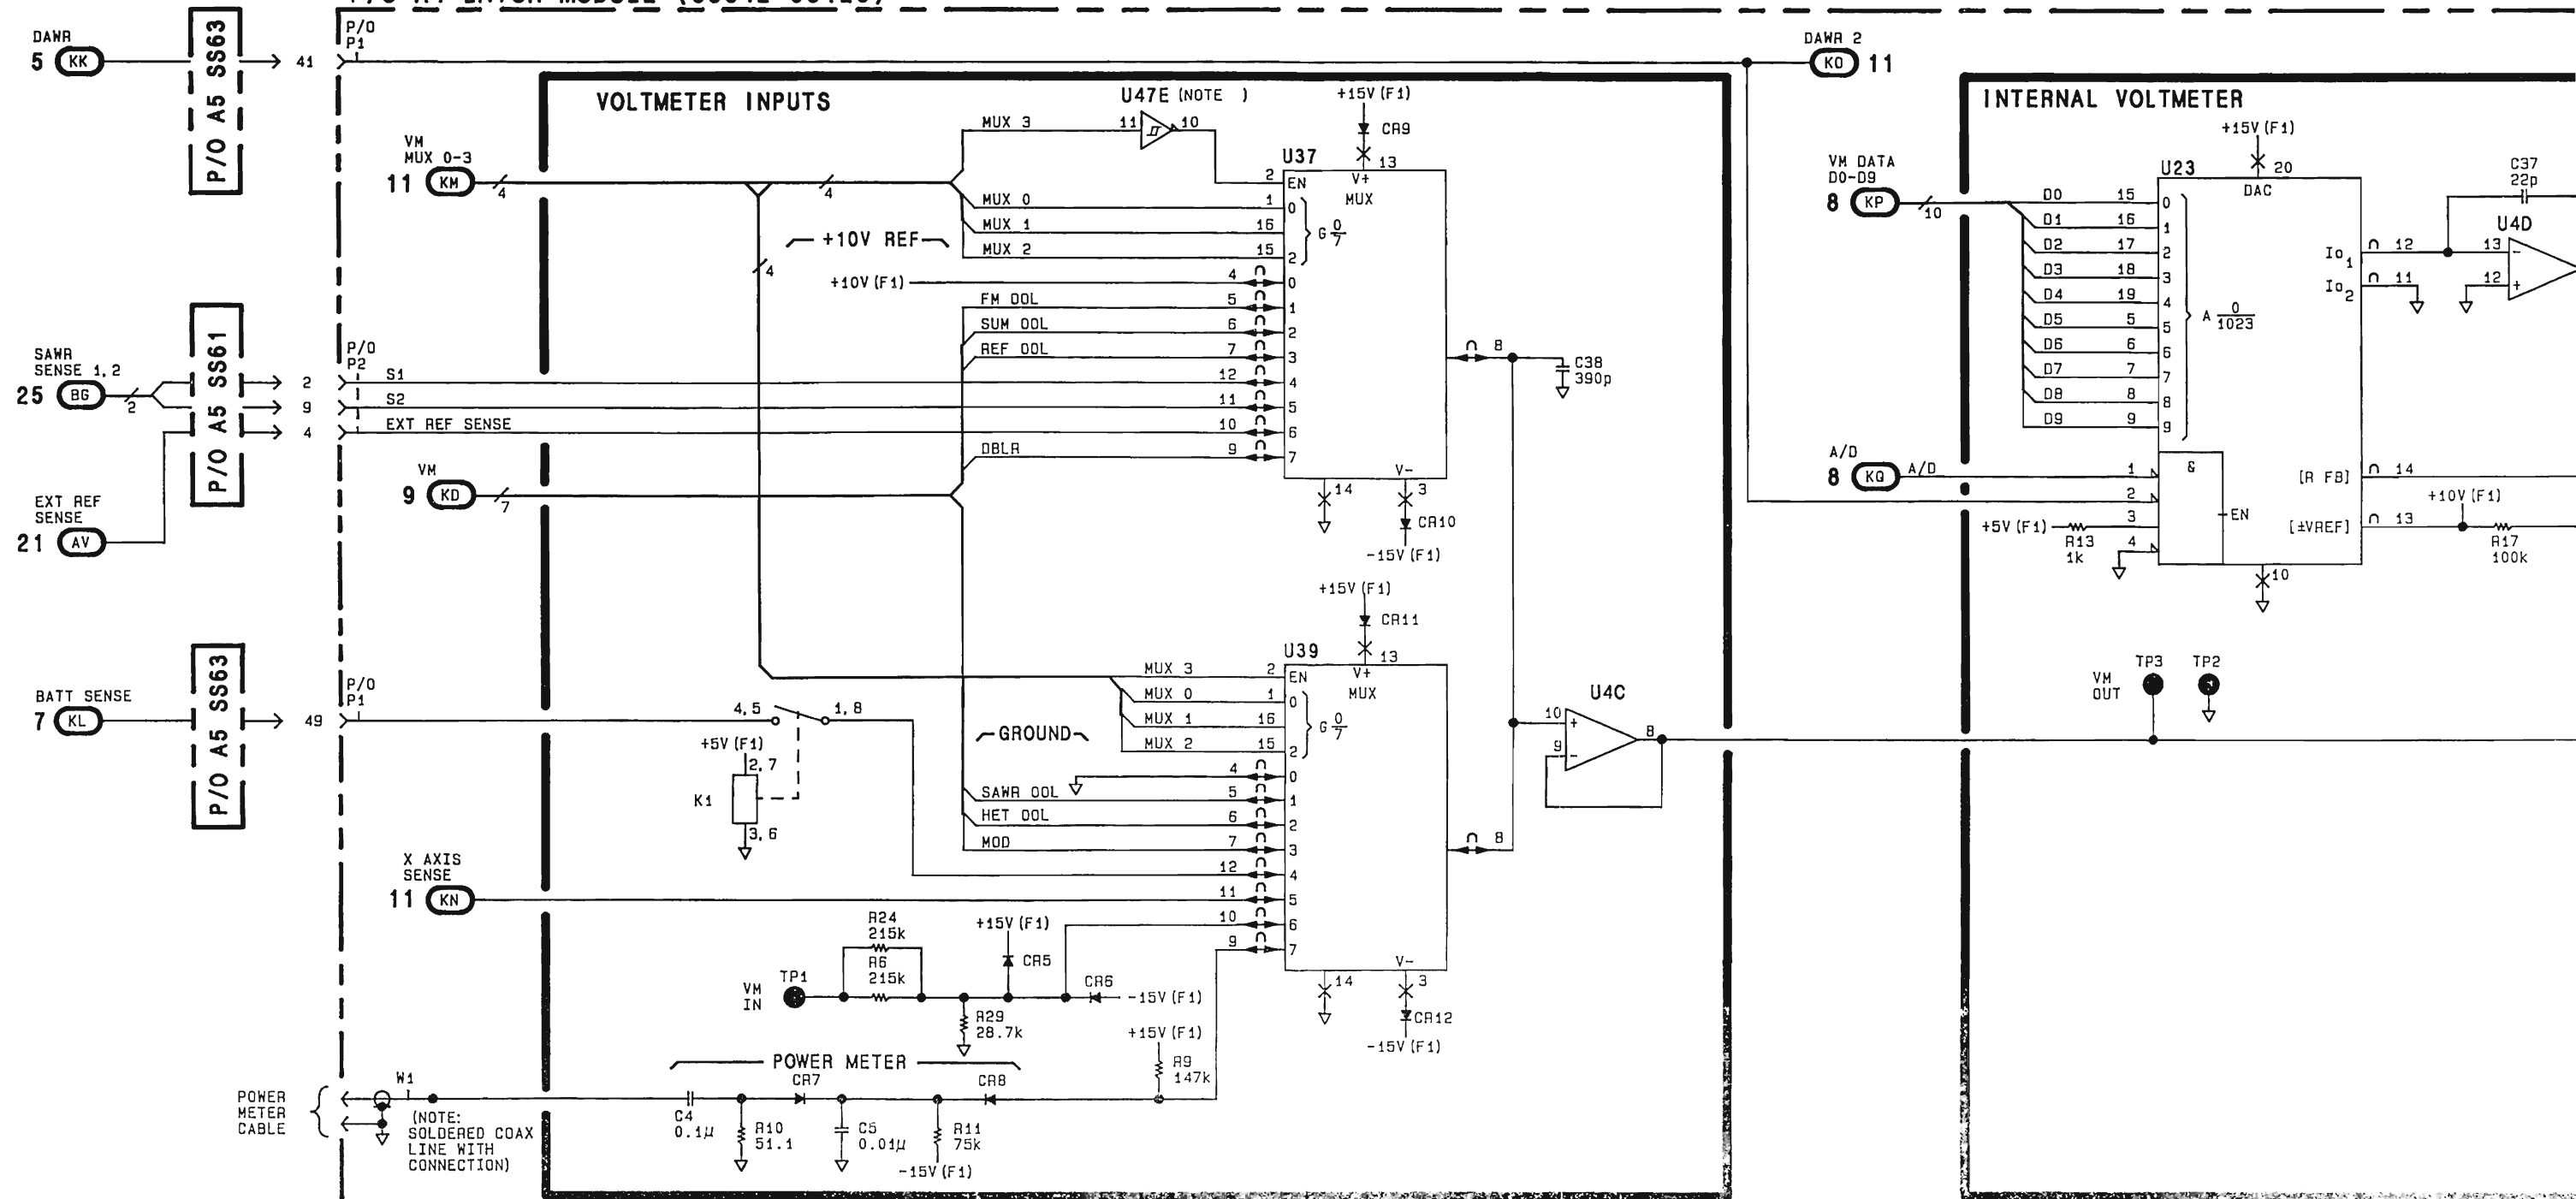 DAWR
5 KK
P/O A5 SS63
41
P/O
P1
DAWR 2
KO 11
VOLTMETER INPUTS
VM
MUX 0-3
11 KM
4
4
4
MUX 3
11
U47E (NOTE )
10
MUX 0
MUX 1
MUX 2
+10V REF
+10V (F1)
FM OOL
SUM OOL
REF OOL
+15V (F1)
CR9
13
U37
V+
MUX
2 EN
1 0
16 1
15 2
G 0/7
4 0
5 1
6 2
7 3
12 4
11 5
10 6
9 7
8
C38
390p
V-
14
3
CR10
-15V (F1)
SAWR
SENSE 1,2
25 BG
2
P/O A5 SS61
2
9
4
P/O
P2
S1
S2
EXT REF SENSE
DBLR
VM
9 KD
7
EXT REF
SENSE
21 AV
BATT SENSE
7 KL
P/O A5 SS63
49
P/O
P1
4,5
1,8
+5V (F1)
2,7
K1
3,6
GROUND
MUX 3
MUX 0
MUX 1
MUX 2
SAWR OOL
HET OOL
MOD
+15V (F1)
CR11
13
U39
V+
MUX
2 EN
1 0
16 1
15 2
G 0/7
4 0
5 1
6 2
7 3
12 4
11 5
10 6
9 7
8
V-
14
3
CR12
-15V (F1)
U4C
10 +
9 -
8
X AXIS
SENSE
11 KN
R24
215k
R6
215k
VM
IN
TP1
+15V (F1)
CR5
CR6
-15V (F1)
R29
28.7k
+15V (F1)
R9
147k
POWER METER
CR7
CR8
POWER
METER
CABLE
W1
(NOTE:
SOLDERED COAX
LINE WITH
CONNECTION)
C4
0.1µ
R10
51.1
C5
0.01µ
R11
75k
-15V (F1)
INTERNAL VOLTMETER
VM DATA
D0-D9
8 KP
10
+15V (F1)
20
U23
DAC
D0 15 0
D1 16 1
D2 17 2
D3 18 3
D4 19 4
D5 5 5
D6 6 6
D7 7 7
D8 8 8
D9 9 9
A 0/1023
Io1
12
Io2
11
C37
22p
U4D
13 -
12 +
A/D
8 KQ
A/D
1
2
3
4
&
EN
+5V (F1)
R13
1k
[R FB] 14
[±VREF] 13
+10V (F1)
R17
100k
10
VM
OUT
TP3
TP2